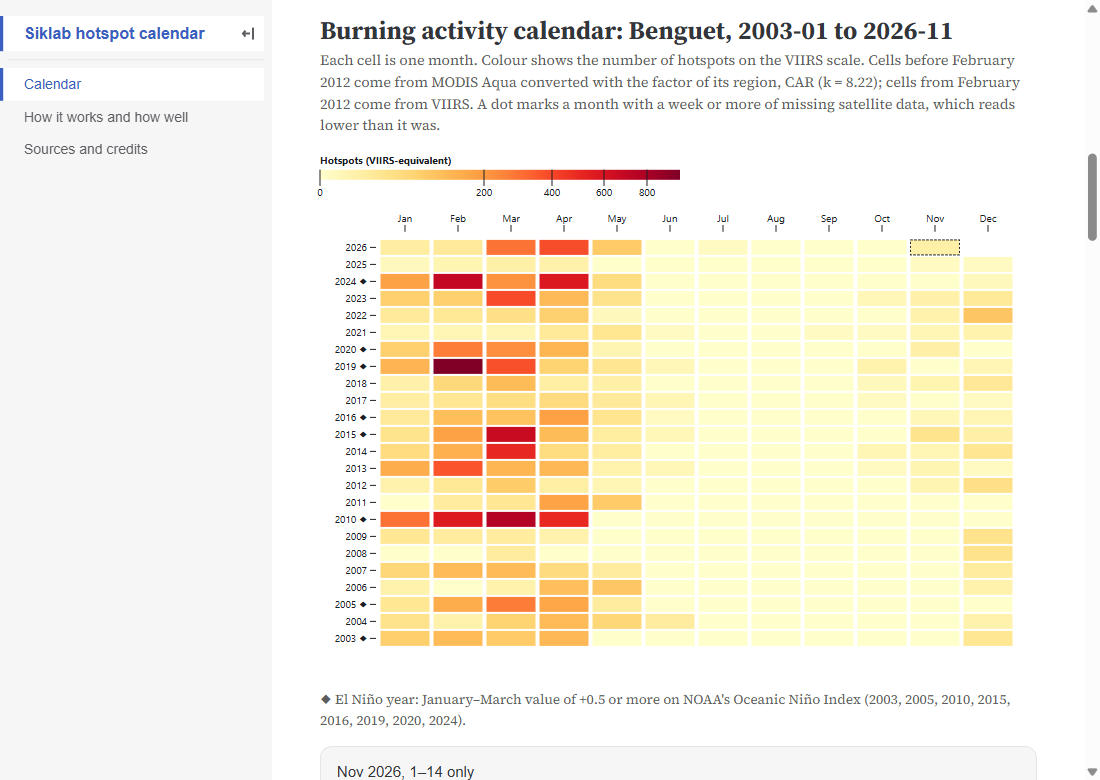 Siklab hotspot calendar
Calendar
How it works and how well
Sources and credits
Burning activity calendar: Benguet, 2003-01 to 2026-11
Each cell is one month. Colour shows the number of hotspots on the VIIRS scale. Cells before February
2012 come from MODIS Aqua converted with the factor of its region, CAR (k = 8.22); cells from February
2012 come from VIIRS. A dot marks a month with a week or more of missing satellite data, which reads
lower than it was.
Hotspots (VIIRS-equivalent)
0 200 400 600 800
Jan Feb Mar Apr May Jun Jul Aug Sep Oct Nov Dec
2026
2025
2024 ◆
2023
2022
2021
2020 ◆
2019 ◆
2018
2017
2016 ◆
2015 ◆
2014
2013
2012
2011
2010 ◆
2009
2008
2007
2006
2005 ◆
2004
2003 ◆
◆ El Niño year: January–March value of +0.5 or more on NOAA's Oceanic Niño Index (2003, 2005, 2010, 2015,
2016, 2019, 2020, 2024).
Nov 2026, 1–14 only